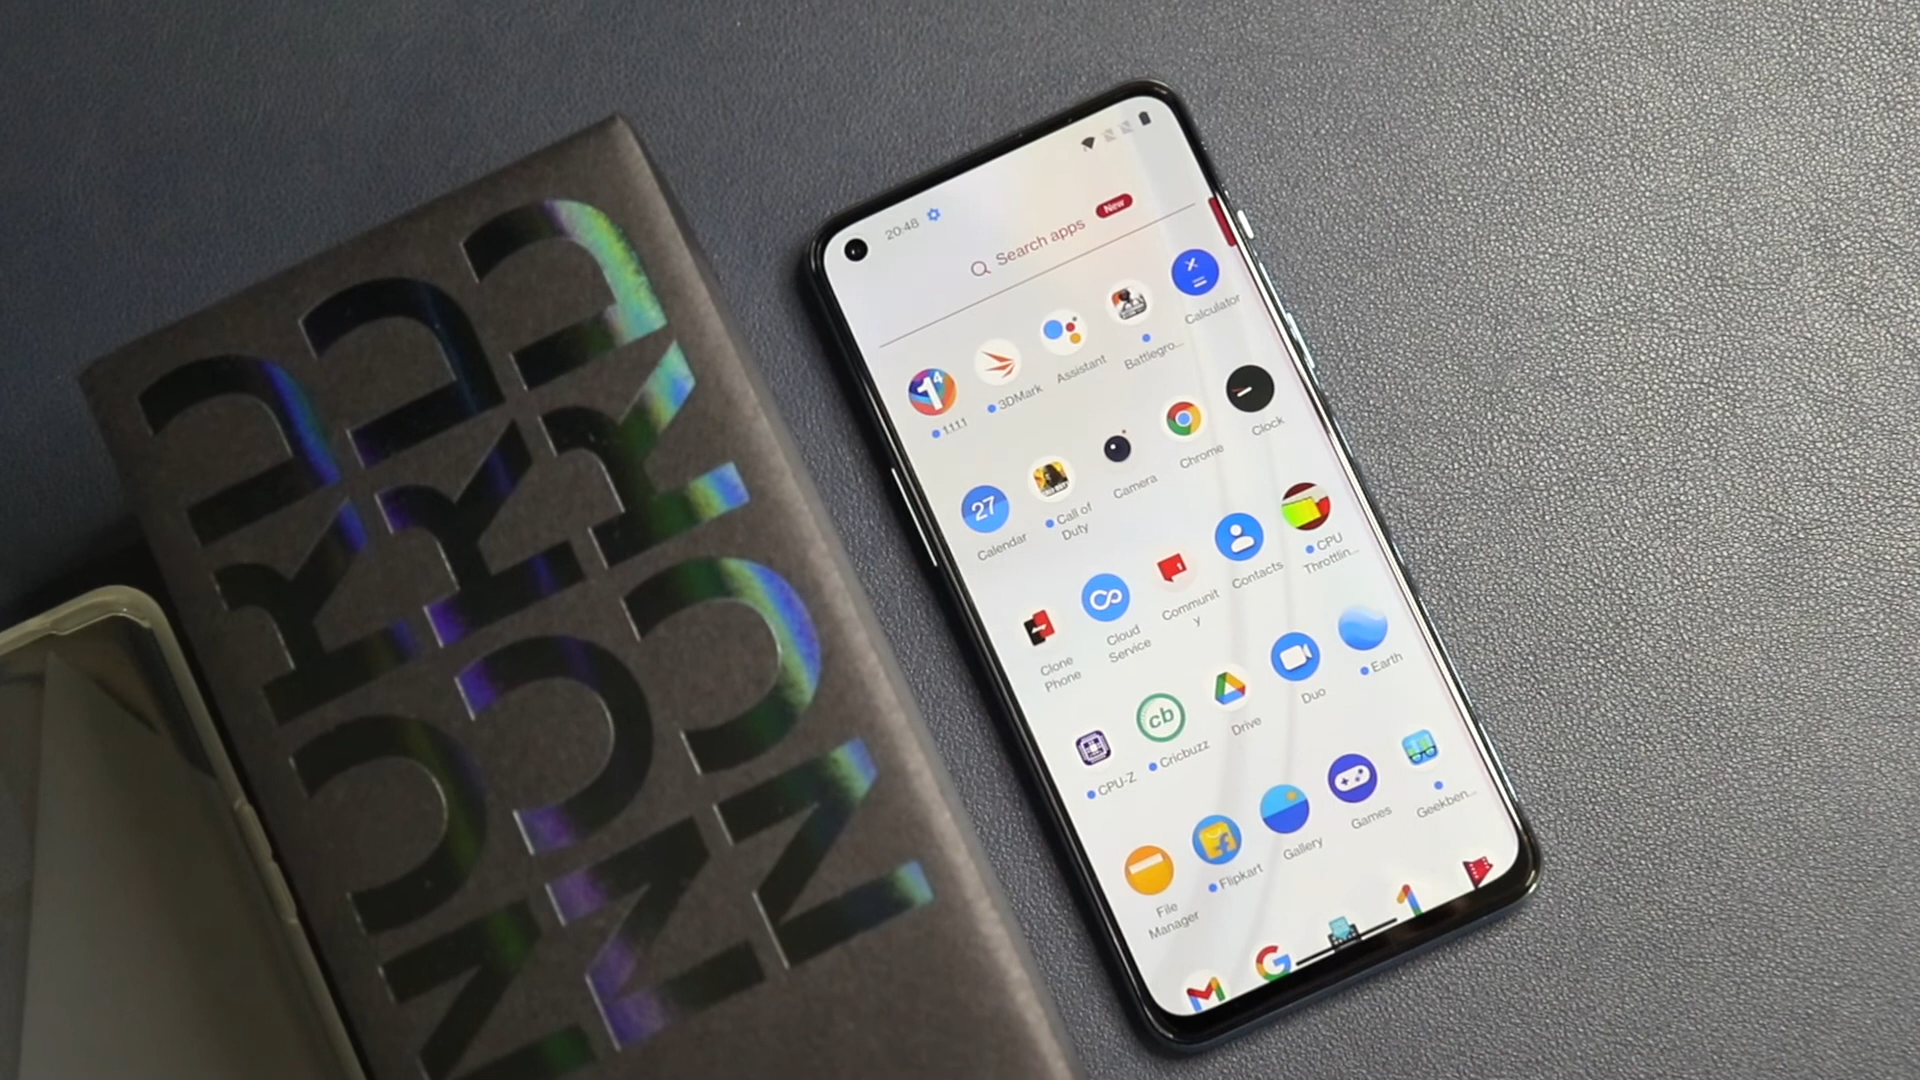 NORD
NORD
NORD
20:48
Search apps
New
1.1.1.1
3DMark
Assistant
Battlegro...
Calculator
27
Calendar
Call of
Duty
Camera
Chrome
Clock
Clone
Phone
Cloud
Service
Communit
y
Contacts
CPU
Throttlin...
CPU-Z
cb
Cricbuzz
Drive
Duo
Earth
File
Manager
Flipkart
Gallery
Games
Geekben...